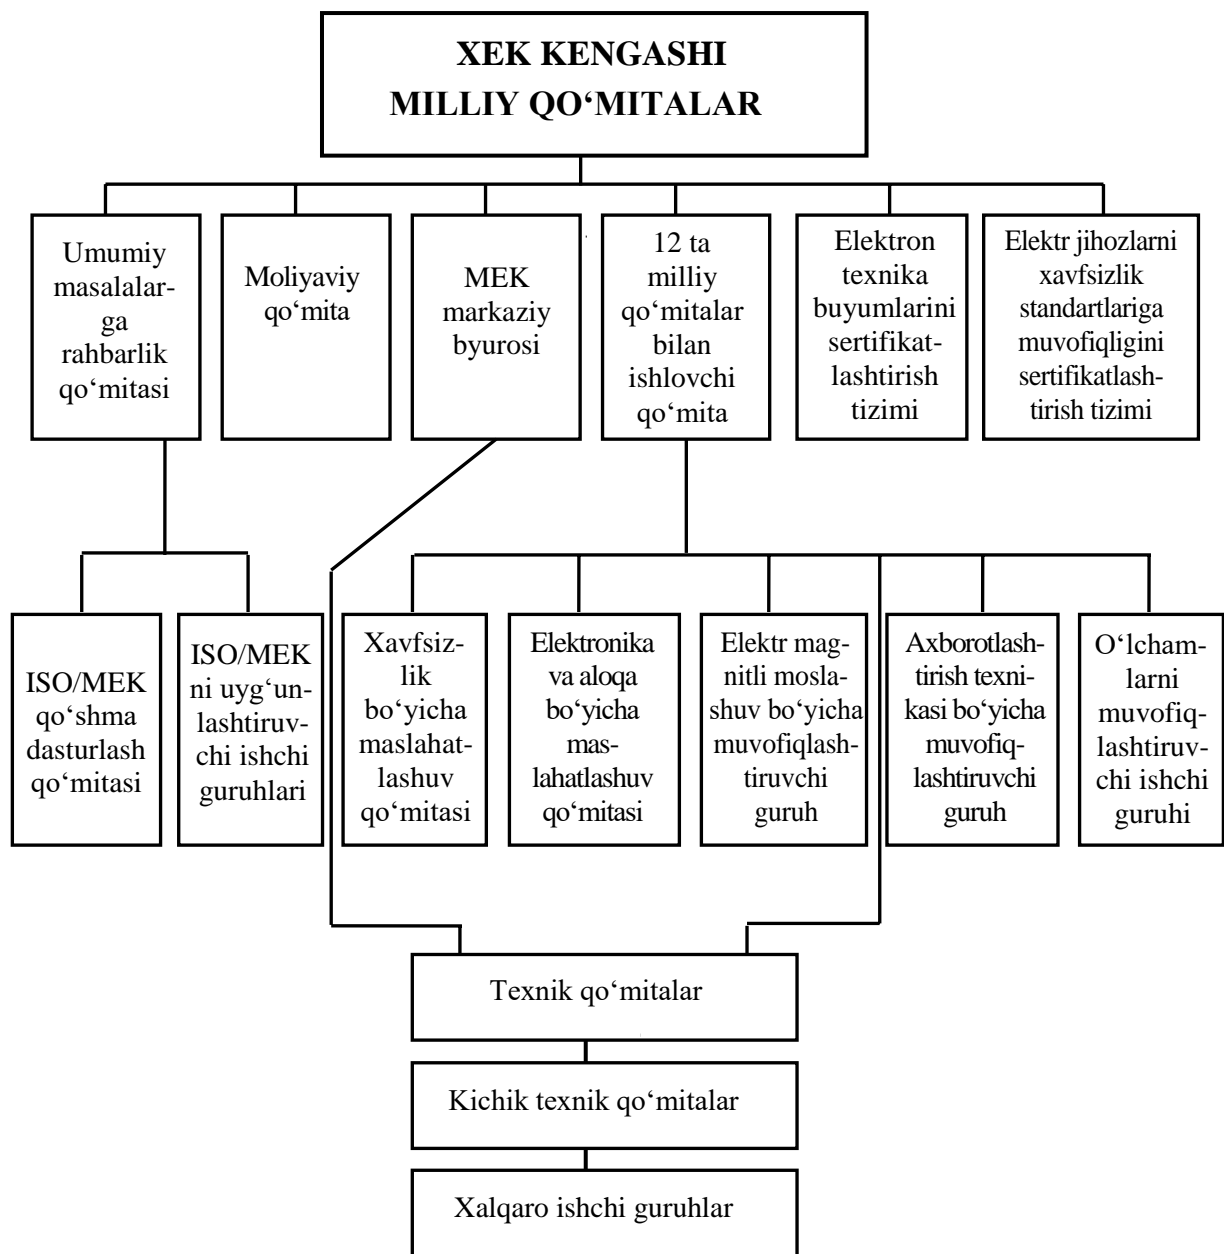 XEK KENGASHI
MILLIY QO‘MITALAR
Umumiy
masalalar-
ga
rahbarlik
qo‘mitasi
Moliyaviy
qo‘mita
MEK
markaziy
byurosi
12 ta
milliy
qo‘mitalar
bilan
ishlovchi
qo‘mita
Elektron
texnika
buyumlarini
sertifikat-
lashtirish
tizimi
Elektr jihozlarni
xavfsizlik
standartlariga
muvofiqligini
sertifikatlash-
tirish tizimi
ISO/MEK
qo‘shma
dasturlash
qo‘mitasi
ISO/MEK
ni uyg‘un-
lashtiruv-
chi ishchi
guruhlari
Xavfsiz-
lik
bo‘yicha
maslahat-
lashuv
qo‘mitasi
Elektronika
va aloqa
bo‘yicha
mas-
lahatlashuv
qo‘mitasi
Elektr mag-
nitli mosla-
shuv bo‘yicha
muvofiqlash-
tiruvchi
guruh
Axborotlash-
tirish texni-
kasi bo‘yicha
muvofiq-
lashtiruvchi
guruh
O‘lcham-
larni
muvofiq-
lashtiruv-
chi ishchi
guruhi
Texnik qo‘mitalar
Kichik texnik qo‘mitalar
Xalqaro ishchi guruhlar